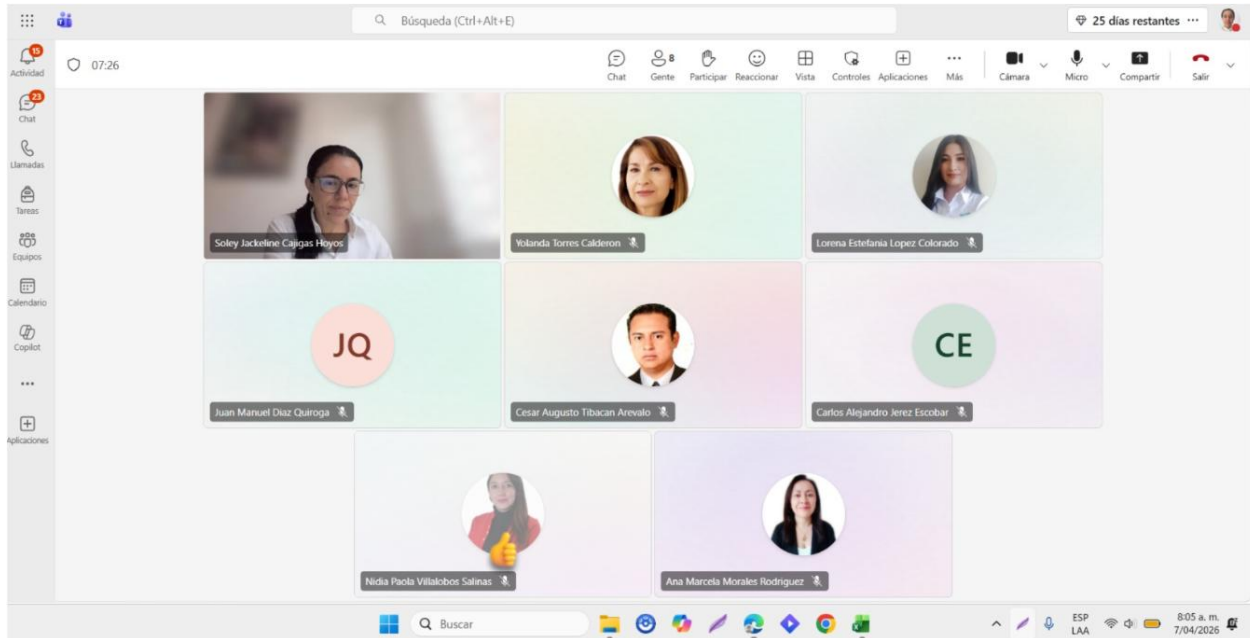 Búsqueda (Ctrl+Alt+E)
25 días restantes ···
15
Actividad
07:26
8
Chat
Gente
Participar
Reaccionar
Vista
Controles
Aplicaciones
Más
Cámara
Micro
Compartir
Salir
23
Chat
Llamadas
Tareas
Equipos
Calendario
Copilot
Aplicaciones
Soley Jackeline Cajigas Hoyos
Yolanda Torres Calderon
Lorena Estefania Lopez Colorado
JQ
CE
Juan Manuel Diaz Quiroga
Cesar Augusto Tibacan Arevalo
Carlos Alejandro Jerez Escobar
Nidia Paola Villalobos Salinas
Ana Marcela Morales Rodriguez
Buscar
ESP
LAA
8:05 a. m.
7/04/2026